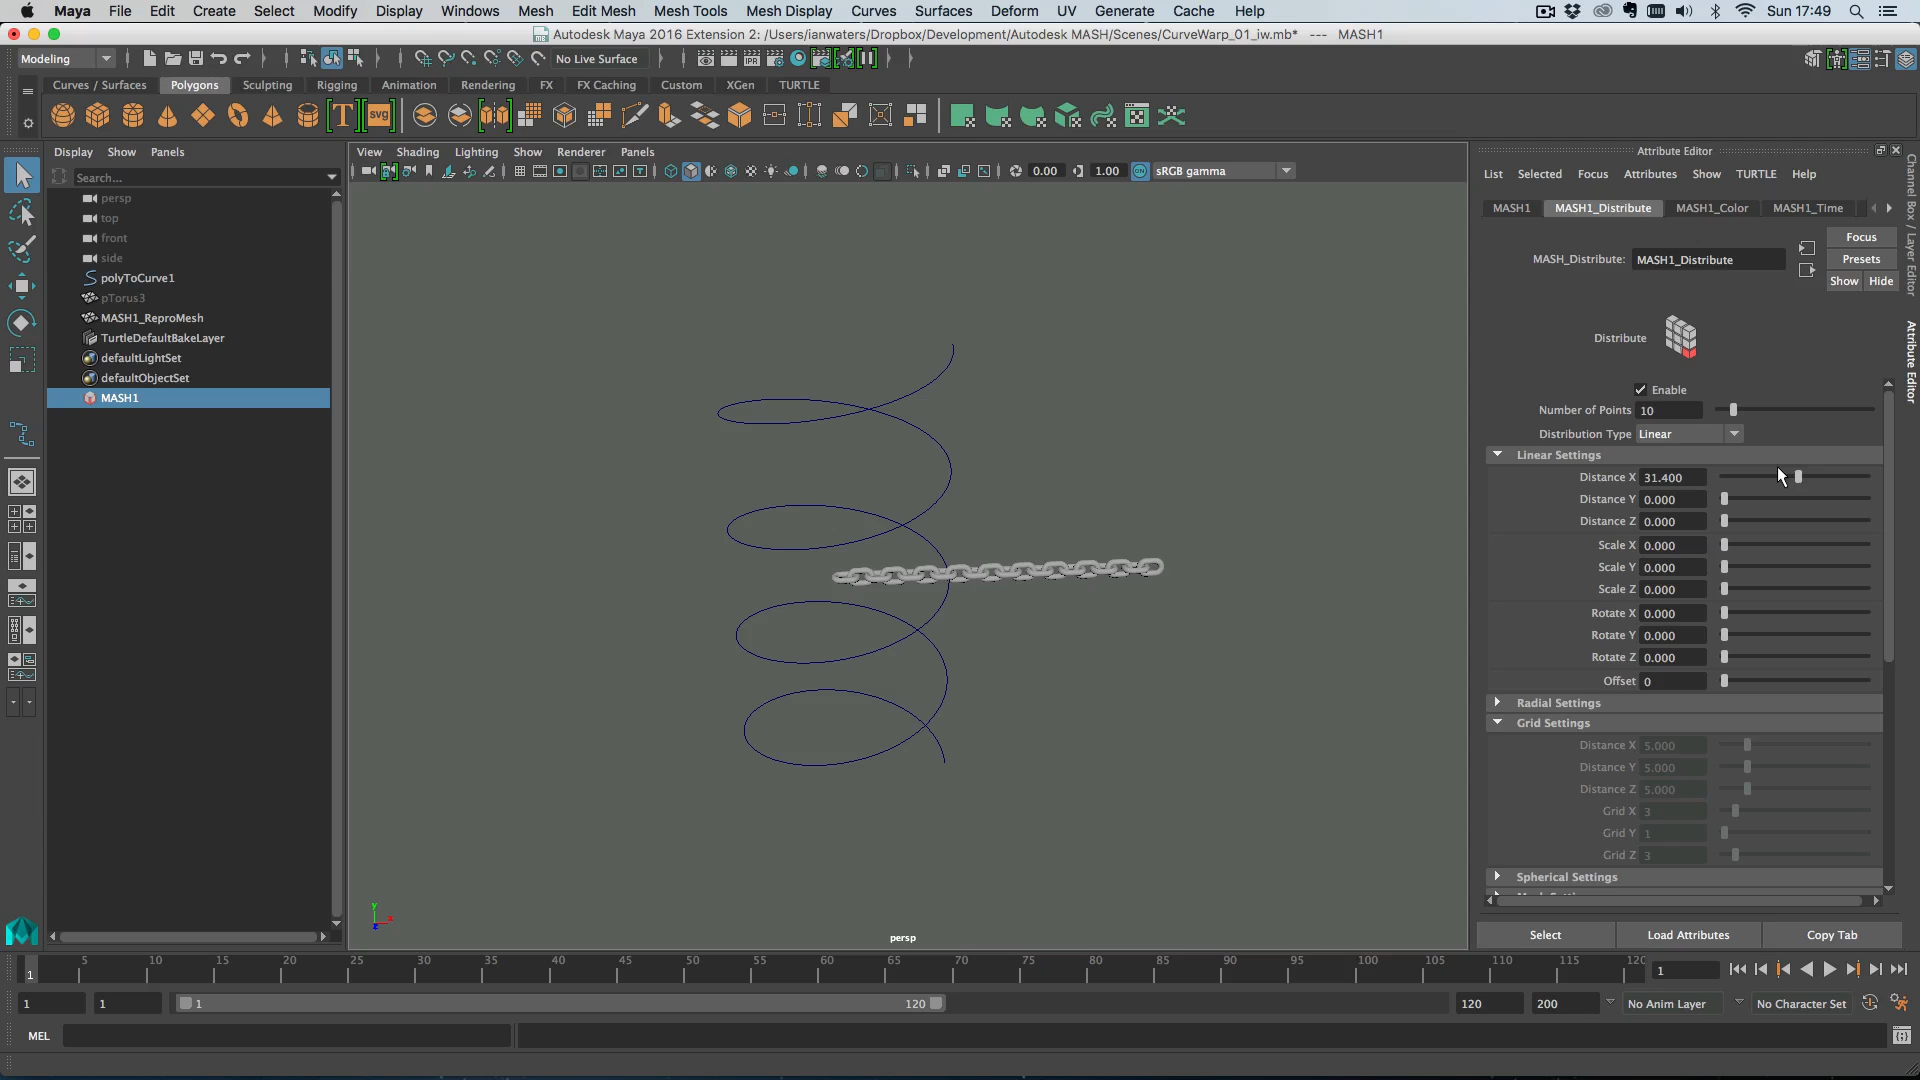 Maya File Edit Create Select Modify Display Windows Mesh Edit Mesh Mesh Tools Mesh Display Curves Surfaces Deform UV Generate Cache Help Sun 17:49
Autodesk Maya 2016 Extension 2: /Users/ianwaters/Dropbox/Development/Autodesk MASH/Scenes/CurveWarp_01_iw.mb* --- MASH1
Modeling No Live Surface
Curves / Surfaces Polygons Sculpting Rigging Animation Rendering FX FX Caching Custom XGen TURTLE
T SVG
Display Show Panels
Search...
persp
top
front
side
polyToCurve1
pTorus3
MASH1_ReproMesh
TurtleDefaultBakeLayer
defaultLightSet
defaultObjectSet
MASH1
View Shading Lighting Show Renderer Panels
0.00 1.00 ON sRGB gamma
y
x
z
persp
Attribute Editor
List Selected Focus Attributes Show TURTLE Help
MASH1 MASH1_Distribute MASH1_Color MASH1_Time
MASH_Distribute: MASH1_Distribute
Focus
Presets
Show Hide
Distribute
Enable
Number of Points 10
Distribution Type Linear
Linear Settings
Distance X 31.400
Distance Y 0.000
Distance Z 0.000
Scale X 0.000
Scale Y 0.000
Scale Z 0.000
Rotate X 0.000
Rotate Y 0.000
Rotate Z 0.000
Offset 0
Radial Settings
Grid Settings
Distance X 5.000
Distance Y 5.000
Distance Z 5.000
Grid X 3
Grid Y 1
Grid Z 3
Spherical Settings
Select Load Attributes Copy Tab
Channel Box / Layer Editor
Attribute Editor
1 5 10 15 20 25 30 35 40 45 50 55 60 65 70 75 80 85 90 95 100 105 110 115 120 1
1 1 1 120 120 200 No Anim Layer No Character Set
MEL